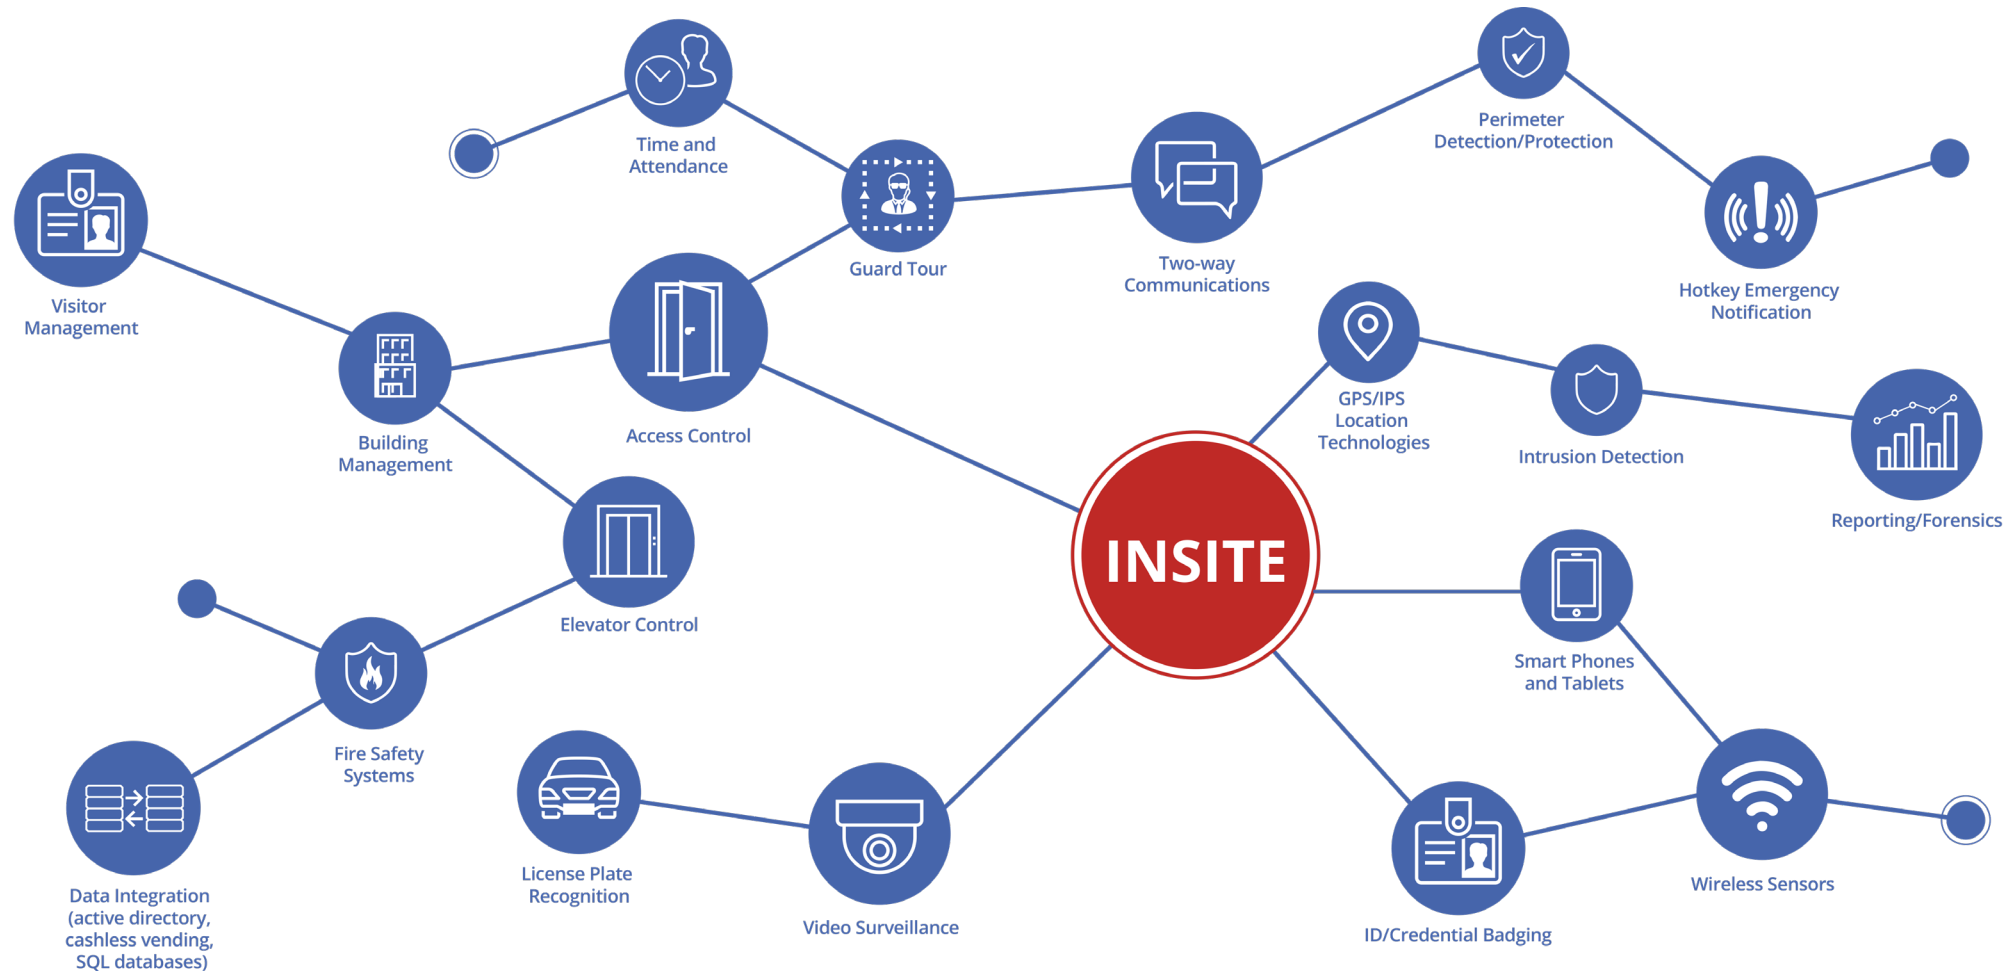 Time and
Attendance
Perimeter
Detection/Protection
Visitor
Management
Guard Tour
Two-way
Communications
Hotkey Emergency
Notification
Building
Management
Access Control
GPS/IPS
Location
Technologies
Intrusion Detection
Reporting/Forensics
INSITE
Elevator Control
Smart Phones
and Tablets
Fire Safety
Systems
Data Integration
(active directory,
cashless vending,
SQL databases)
License Plate
Recognition
Video Surveillance
ID/Credential Badging
Wireless Sensors